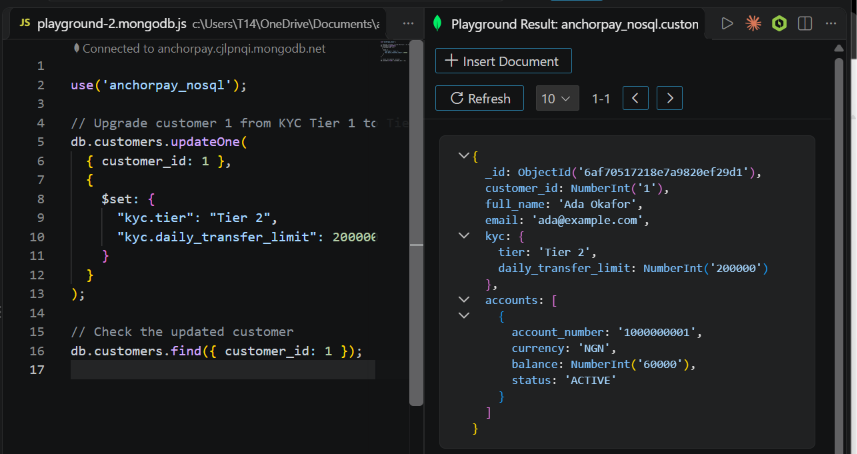 JS playground-2.mongodb.js c:\Users\T14\OneDrive\Documents\a
Connected to anchorpay.cjlpnqi.mongodb.net
1
2 use('anchorpay_nosql');
3
4 // Upgrade customer 1 from KYC Tier 1 to Tie
5 db.customers.updateOne(
6 { customer_id: 1 },
7 {
8 $set: {
9 "kyc.tier": "Tier 2",
10 "kyc.daily_transfer_limit": 200000
11 }
12 }
13 );
14
15 // Check the updated customer
16 db.customers.find({ customer_id: 1 });
17
Playground Result: anchorpay_nosql.custom
Insert Document
Refresh 10 1-1
{
_id: ObjectId('6af70517218e7a9820ef29d1'),
customer_id: NumberInt('1'),
full_name: 'Ada Okafor',
email: 'ada@example.com',
kyc: {
tier: 'Tier 2',
daily_transfer_limit: NumberInt('200000')
},
accounts: [
{
account_number: '1000000001',
currency: 'NGN',
balance: NumberInt('60000'),
status: 'ACTIVE'
}
]
}